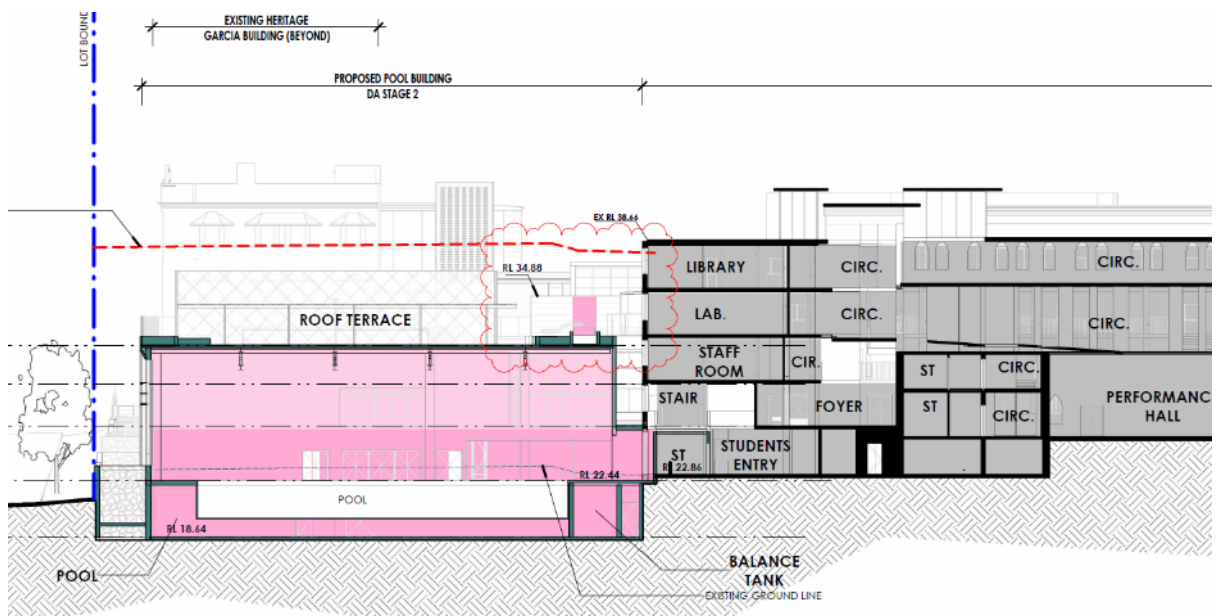 LOT BOUND
EXISTING HERITAGE
GARCIA BUILDING (BEYOND)
PROPOSED POOL BUILDING
DA STAGE 2
EX RL 38.66
RL 34.88
LIBRARY
CIRC.
CIRC.
ROOF TERRACE
LAB.
CIRC.
CIRC.
STAFF
ROOM
CIR.
ST
CIRC.
STAIR
FOYER
ST
CIRC.
PERFORMANC
HALL
ST
RL 22.86
STUDENTS
ENTRY
RL 22.44
POOL
RL 18.64
POOL
BALANCE
TANK
EXISTING GROUND LINE